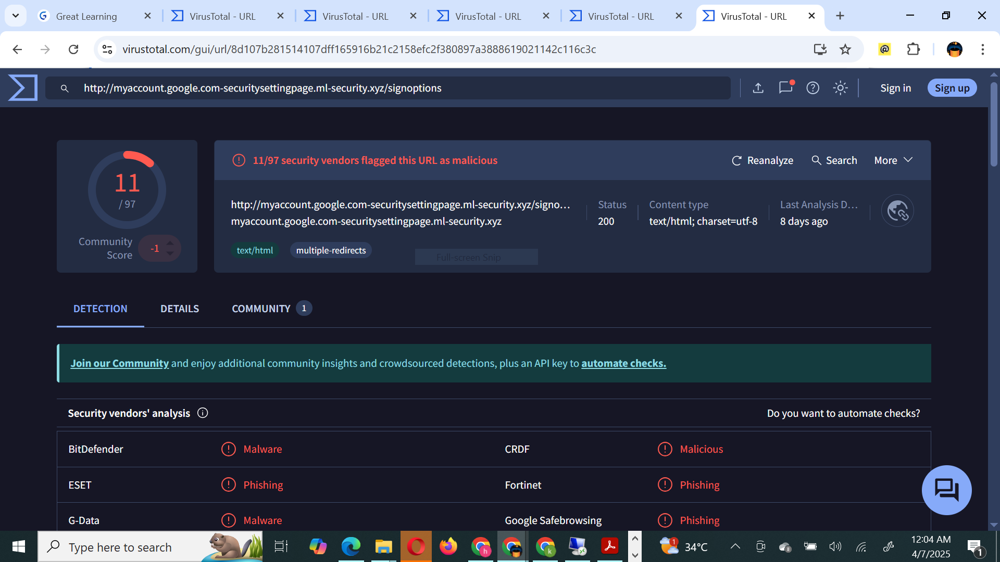 Great Learning
VirusTotal - URL
VirusTotal - URL
VirusTotal - URL
VirusTotal - URL
VirusTotal - URL
virustotal.com/gui/url/8d107b281514107dff165916b21c2158efc2f380897a3888619021142c116c3c
http://myaccount.google.com-securitysettingpage.ml-security.xyz/signoptions
Sign in
Sign up
11
/ 97
Community
Score
-1
11/97 security vendors flagged this URL as malicious
Reanalyze
Search
More
http://myaccount.google.com-securitysettingpage.ml-security.xyz/signo...
myaccount.google.com-securitysettingpage.ml-security.xyz
Status
200
Content type
text/html; charset=utf-8
Last Analysis D...
8 days ago
text/html
multiple-redirects
Full-screen Snip
DETECTION
DETAILS
COMMUNITY 1
Join our Community and enjoy additional community insights and crowdsourced detections, plus an API key to automate checks.
Security vendors' analysis
Do you want to automate checks?
BitDefender
Malware
CRDF
Malicious
ESET
Phishing
Fortinet
Phishing
G-Data
Malware
Google Safebrowsing
Phishing
Type here to search
h
k
1
34°C
12:04 AM
4/7/2025
1